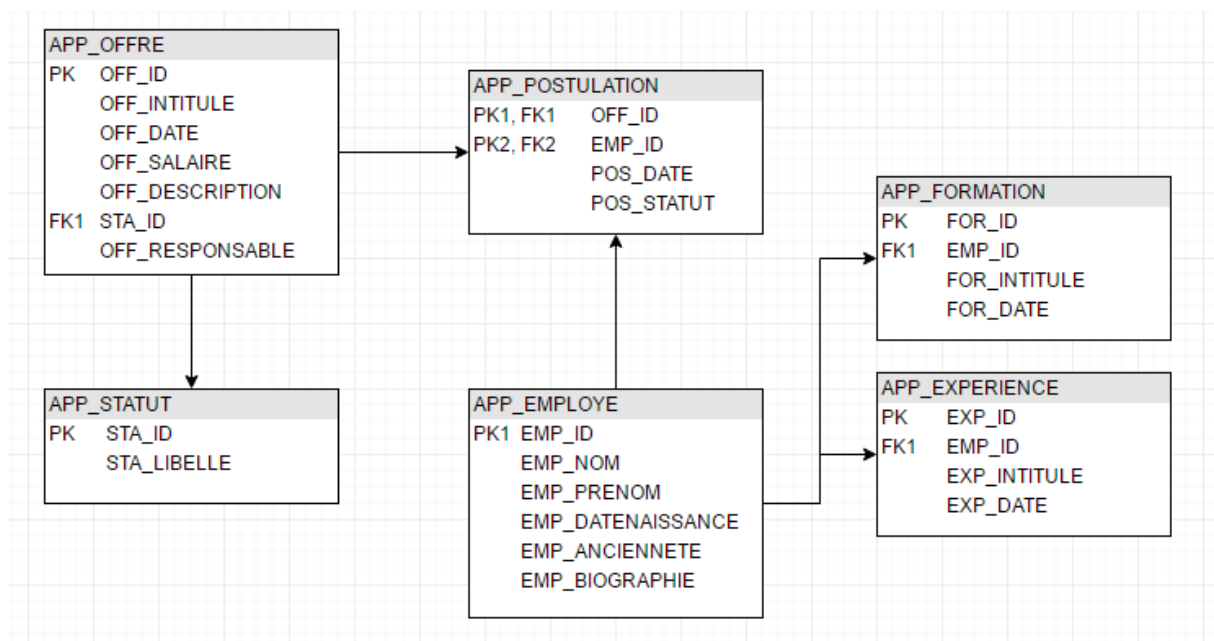 APP_OFFRE
PK OFF_ID
OFF_INTITULE
OFF_DATE
OFF_SALAIRE
OFF_DESCRIPTION
FK1 STA_ID
OFF_RESPONSABLE
APP_POSTULATION
PK1, FK1 OFF_ID
PK2, FK2 EMP_ID
POS_DATE
POS_STATUT
APP_FORMATION
PK FOR_ID
FK1 EMP_ID
FOR_INTITULE
FOR_DATE
APP_STATUT
PK STA_ID
STA_LIBELLE
APP_EMPLOYE
PK1 EMP_ID
EMP_NOM
EMP_PRENOM
EMP_DATENAISSANCE
EMP_ANCIENNETE
EMP_BIOGRAPHIE
APP_EXPERIENCE
PK EXP_ID
FK1 EMP_ID
EXP_INTITULE
EXP_DATE